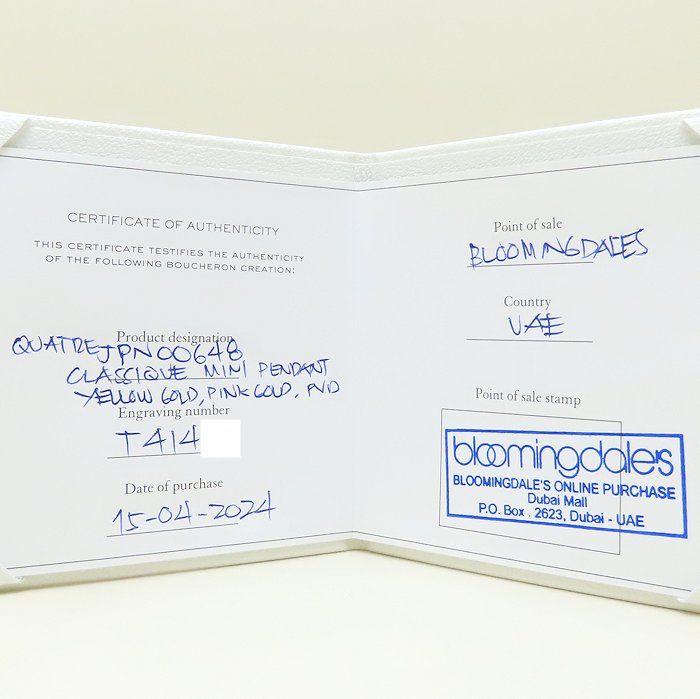 CERTIFICATE OF AUTHENTICITY
THIS CERTIFICATE TESTIFIES THE AUTHENTICITY
OF THE FOLLOWING BOUCHERON CREATION:
Product designation
QUATRE JPN00648
CLASSIQUE MINI PENDANT
YELLOW GOLD, PINK GOLD, PVD
Engraving number
T414
Date of purchase
15-04-2024
Point of sale
BLOOMINGDALES
Country
UAE
Point of sale stamp
bloomingdale's
BLOOMINGDALE'S ONLINE PURCHASE
Dubai Mall
P.O. Box . 2623, Dubai - UAE